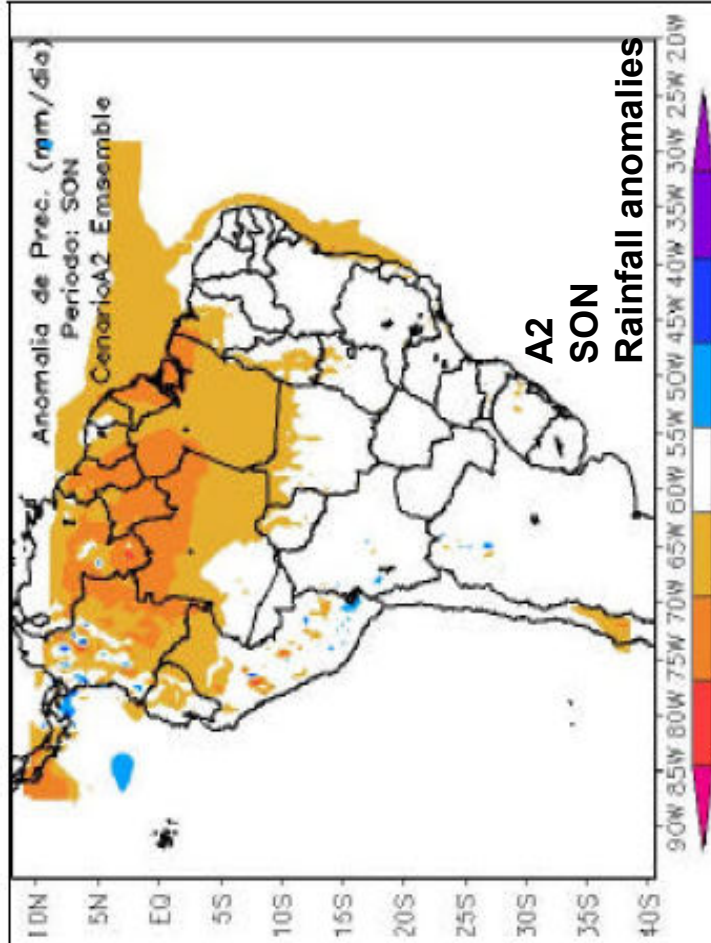 Anomalia de Prec. (mm/dia)
Periodo: SON
CenarioA2 Emsemble
A2
SON
Rainfall anomalies
10N
5N
EQ
5S
10S
15S
20S
25S
30S
35S
40S
90W 85W 80W 75W 70W 65W 60W 55W 50W 45W 40W 35W 30W 25W 20W